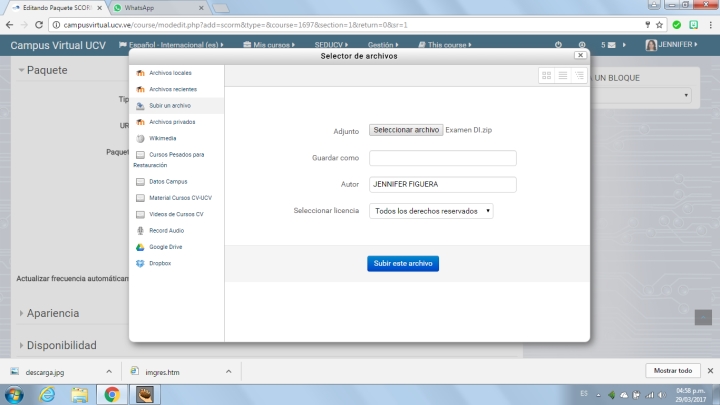 Editando Paquete SCOR
WhatsApp
campusvirtual.ucv.ve/course/modedit.php?add=scorm&type=&course=1697&section=1&return=0&sr=1
Campus Virtual UCV
Español - Internacional (es)
Mis cursos
SEDUCV
Gestión
This course
5
JENNIFER
Selector de archivos
Paquete
A UN BLOQUE
Tip
UR
Paquet
Archivos locales
Archivos recientes
Subir un archivo
Archivos privados
Wikimedia
Cursos Pesados para
Restauración
Datos Campus
Material Cursos CV-UCV
Videos de Cursos CV
Record Audio
Google Drive
Dropbox
Adjunto
Seleccionar archivo
Examen DI.zip
Guardar como
Autor
JENNIFER FIGUERA
Seleccionar licencia
Todos los derechos reservados
Subir este archivo
Actualizar frecuencia automátican
Apariencia
Disponibilidad
descarga.jpg
imgres.htm
Mostrar todo
ES
04:58 p.m.
29/03/2017